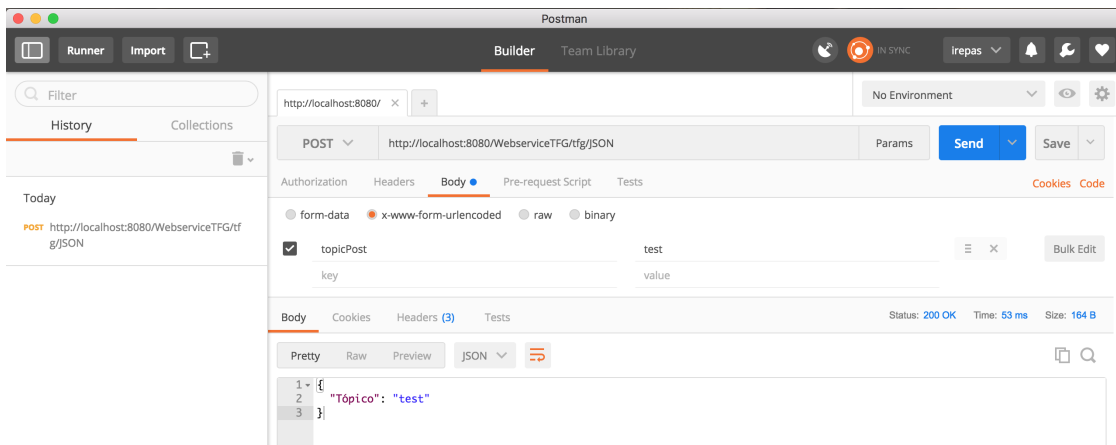 Postman
Runner Import Builder Team Library IN SYNC irepas
Filter
History Collections
Today
POST http://localhost:8080/WebserviceTFG/tf
g/JSON
http://localhost:8080/ × + No Environment
POST http://localhost:8080/WebserviceTFG/tfg/JSON Params Send Save
Authorization Headers Body Pre-request Script Tests Cookies Code
form-data x-www-form-urlencoded raw binary
topicPost test Bulk Edit
key value
Body Cookies Headers (3) Tests Status: 200 OK Time: 53 ms Size: 164 B
Pretty Raw Preview JSON
1 {
2 "Tópico": "test"
3 }